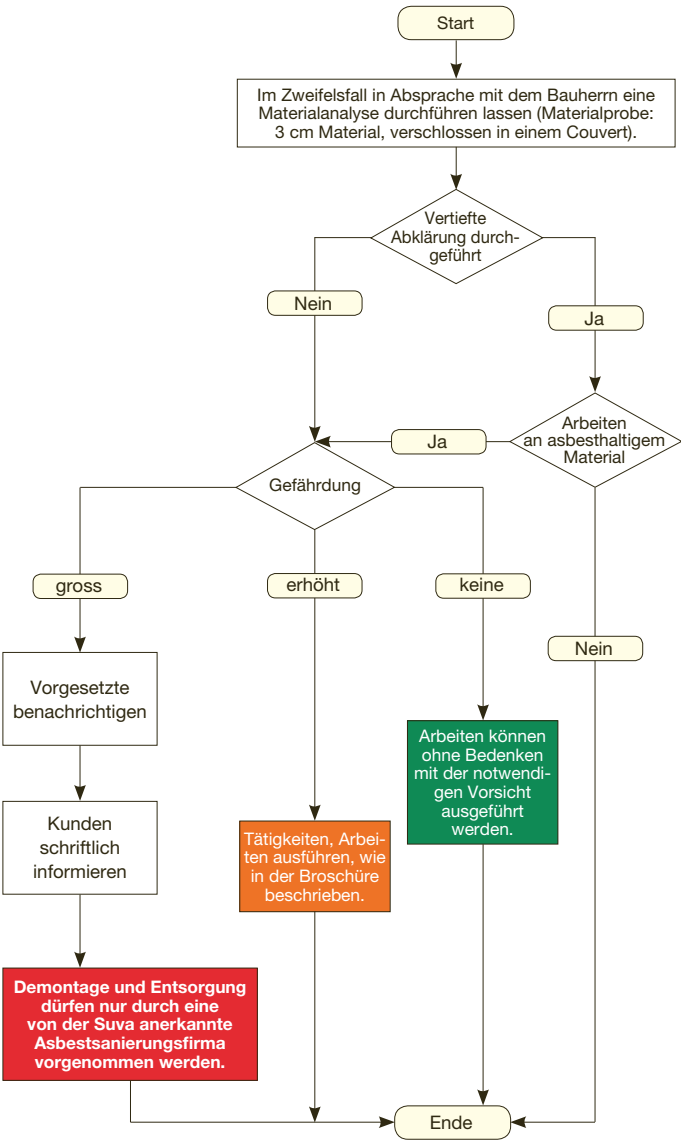 Start
Im Zweifelsfall in Absprache mit dem Bauherrn eine
Materialanalyse durchführen lassen (Materialprobe:
3 cm Material, verschlossen in einem Couvert).
Vertiefte
Abklärung durch-
geführt
Nein
Ja
Arbeiten
an asbesthaltigem
Material
Ja
Gefährdung
gross
erhöht
keine
Nein
Vorgesetzte
benachrichtigen
Arbeiten können
ohne Bedenken
mit der notwendi-
gen Vorsicht
ausgeführt
werden.
Kunden
schriftlich
informieren
Tätigkeiten, Arbei-
ten ausführen, wie
in der Broschüre
beschrieben.
Demontage und Entsorgung
dürfen nur durch eine
von der Suva anerkannte
Asbestsanierungsfirma
vorgenommen werden.
Ende